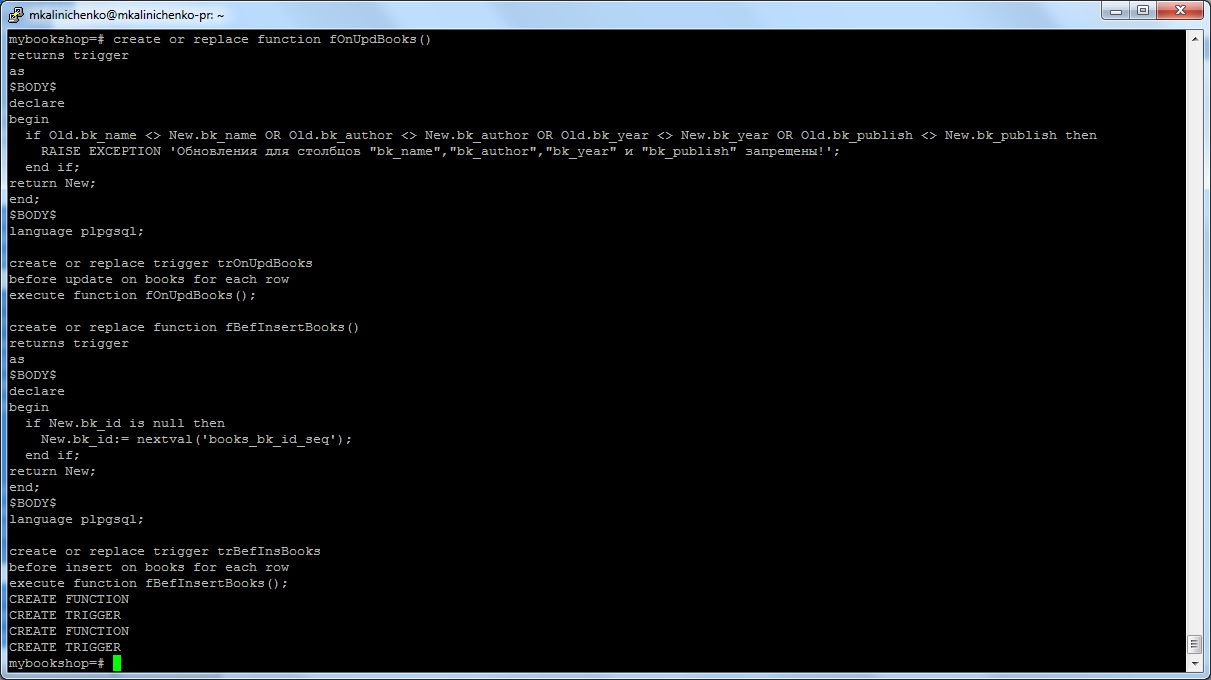 mkalinichenko@mkalinichenko-pr: ~
mybookshop=# create or replace function fOnUpdBooks()
returns trigger
as
$BODY$
declare
begin
  if Old.bk_name <> New.bk_name OR Old.bk_author <> New.bk_author OR Old.bk_year <> New.bk_year OR Old.bk_publish <> New.bk_publish then
    RAISE EXCEPTION 'Обновления для столбцов "bk_name","bk_author","bk_year" и "bk_publish" запрещены!';
  end if;
return New;
end;
$BODY$
language plpgsql;

create or replace trigger trOnUpdBooks
before update on books for each row
execute function fOnUpdBooks();

create or replace function fBefInsertBooks()
returns trigger
as
$BODY$
declare
begin
  if New.bk_id is null then
    New.bk_id:= nextval('books_bk_id_seq');
  end if;
return New;
end;
$BODY$
language plpgsql;

create or replace trigger trBefInsBooks
before insert on books for each row
execute function fBefInsertBooks();
CREATE FUNCTION
CREATE TRIGGER
CREATE FUNCTION
CREATE TRIGGER
mybookshop=#